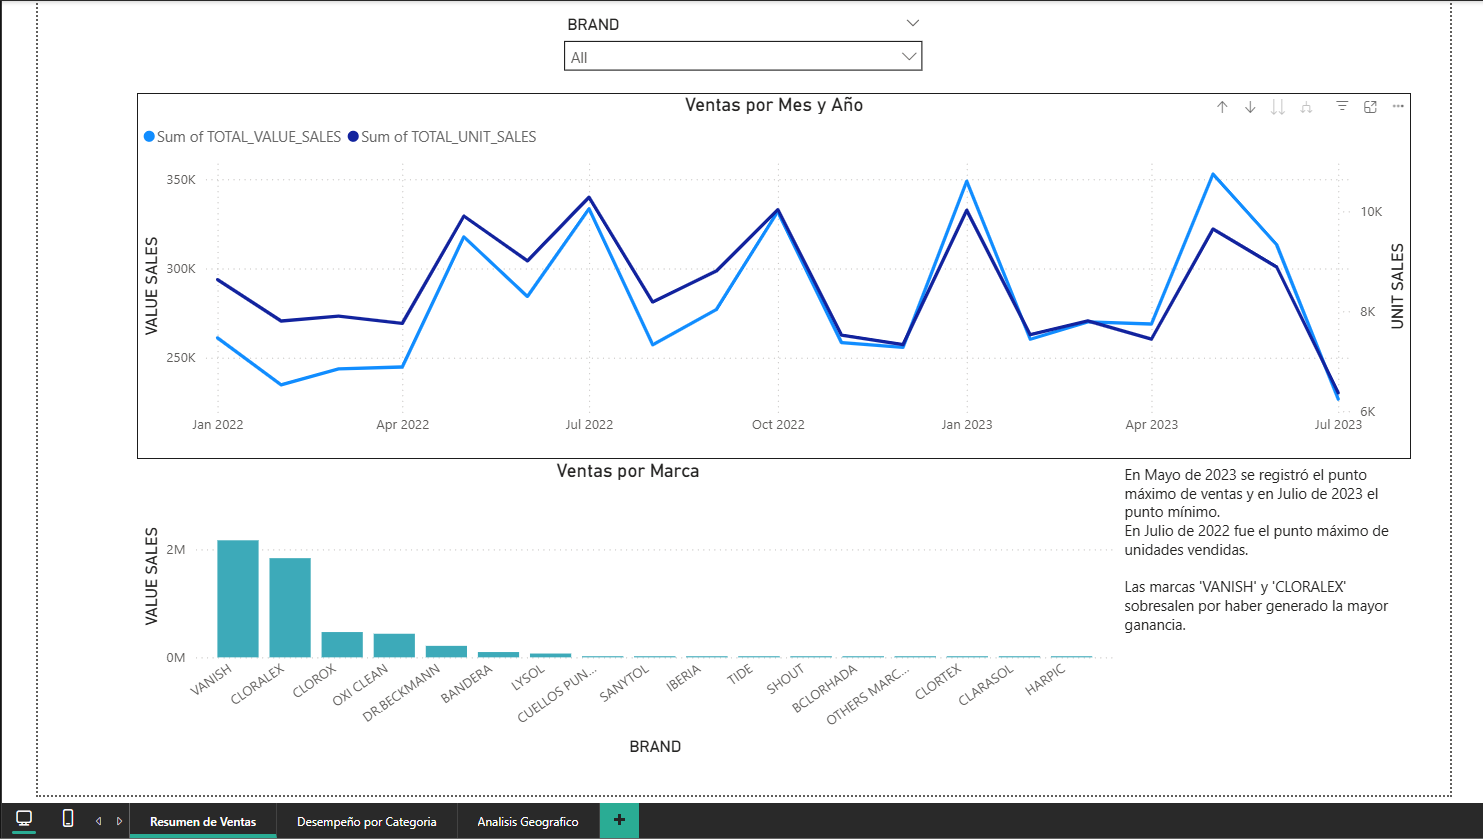 BRAND
All
Ventas por Mes y Año
Sum of TOTAL_VALUE_SALES Sum of TOTAL_UNIT_SALES
VALUE SALES
350K
300K
250K
10K
8K
6K
UNIT SALES
Jan 2022 Apr 2022 Jul 2022 Oct 2022 Jan 2023 Apr 2023 Jul 2023
Ventas por Marca
VALUE SALES
2M
0M
VANISH CLORALEX CLOROX OXI CLEAN DR.BECKMANN BANDERA LYSOL CUELLOS PUN... SANYTOL IBERIA TIDE SHOUT BCLORHADA OTHERS MARC... CLORTEX CLARASOL HARPIC
BRAND
En Mayo de 2023 se registró el punto
máximo de ventas y en Julio de 2023 el
punto mínimo.
En Julio de 2022 fue el punto máximo de
unidades vendidas.
Las marcas 'VANISH' y 'CLORALEX'
sobresalen por haber generado la mayor
ganancia.
Resumen de Ventas Desempeño por Categoria Analisis Geografico +